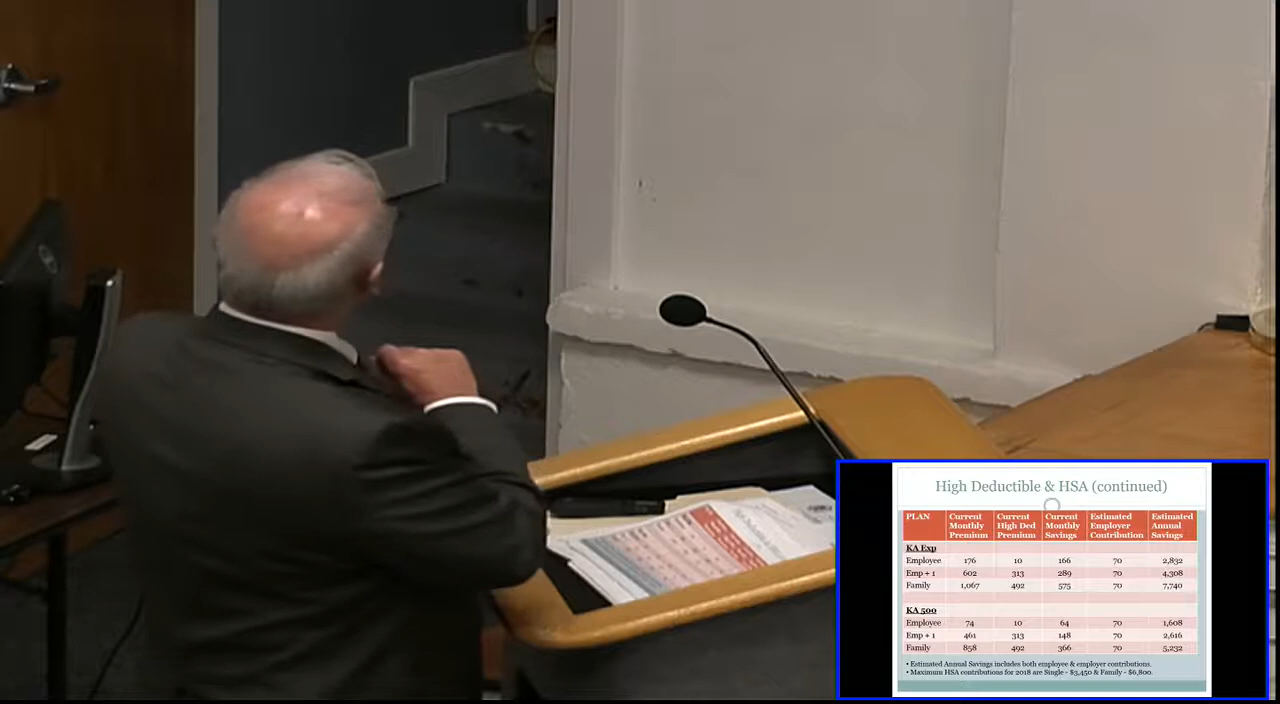 High Deductible & HSA (continued)
PLAN Current Monthly Premium Current High Ded Premium Current Monthly Savings Estimated Employer Contribution Estimated Annual Savings
KA Exp
Employee 176 10 166 70 2,832
Emp + 1 602 313 289 70 4,308
Family 1,067 492 575 70 7,740
KA 500
Employee 74 10 64 70 1,608
Emp + 1 461 313 148 70 2,616
Family 858 492 366 70 5,232
• Estimated Annual Savings includes both employee & employer contributions.
• Maximum HSA contributions for 2018 are Single - $3,450 & Family - $6,800.